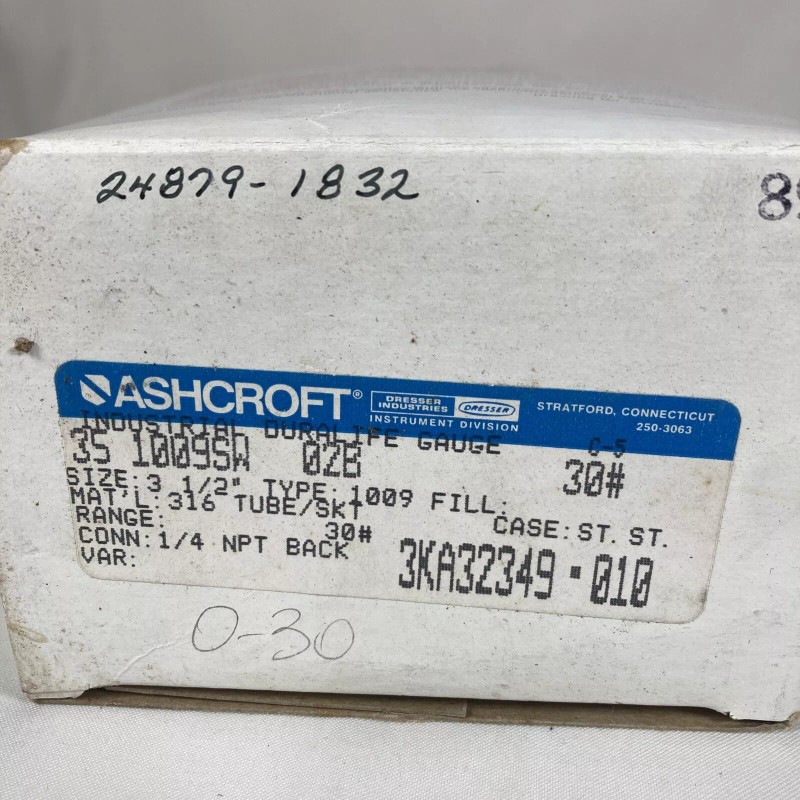 24879-1832
ASHCROFT® DRESSER INDUSTRIES DRESSER STRATFORD, CONNECTICUT
INSTRUMENT DIVISION 250-3063
INDUSTRIAL DURALIFE GAUGE G-5
35 1009SW 02B 30#
SIZE: 3 1/2" TYPE: 1009 FILL:
MAT'L: 316 TUBE/SKT CASE: ST. ST.
RANGE: 30#
CONN: 1/4 NPT BACK 3KA32349·010
VAR:
0-30